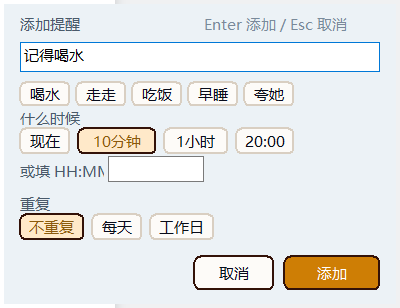 添加提醒 Enter 添加 / Esc 取消
记得喝水
喝水 走走 吃饭 早睡 夸她
什么时候
现在 10分钟 1小时 20:00
或填 HH:MM
重复
不重复 每天 工作日
取消 添加